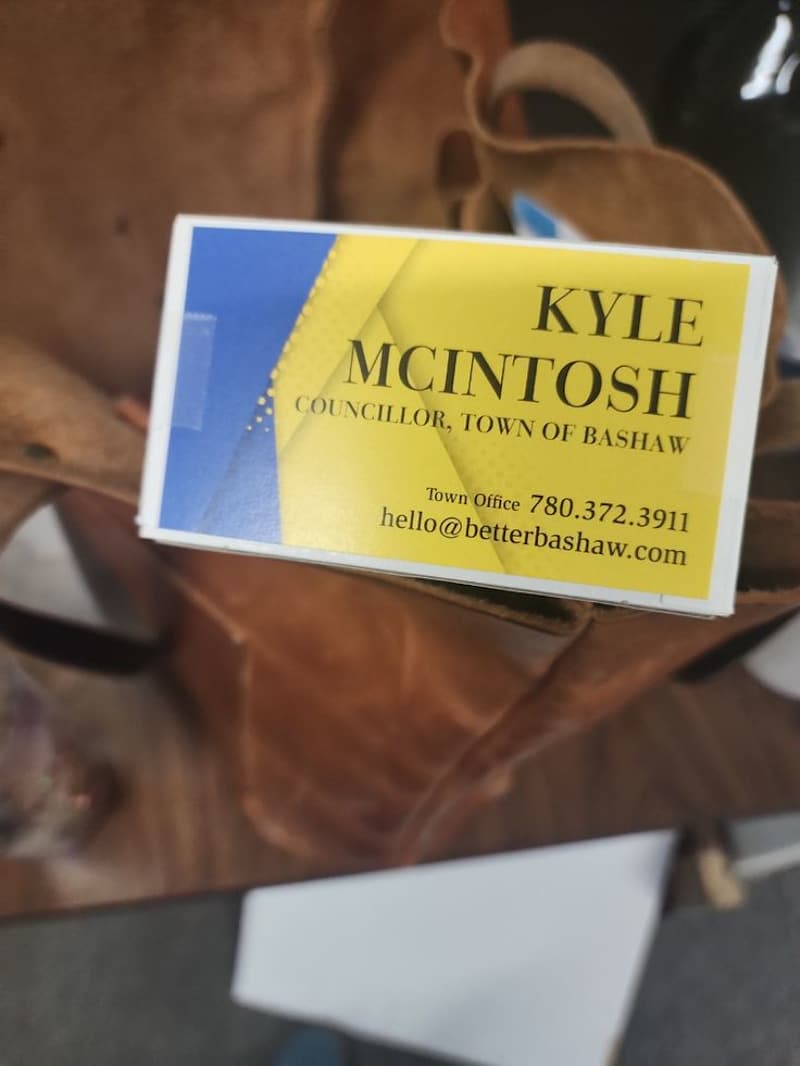 KYLE
MCINTOSH
COUNCILLOR, TOWN OF BASHAW
Town Office 780.372.3911
hello@betterbashaw.com